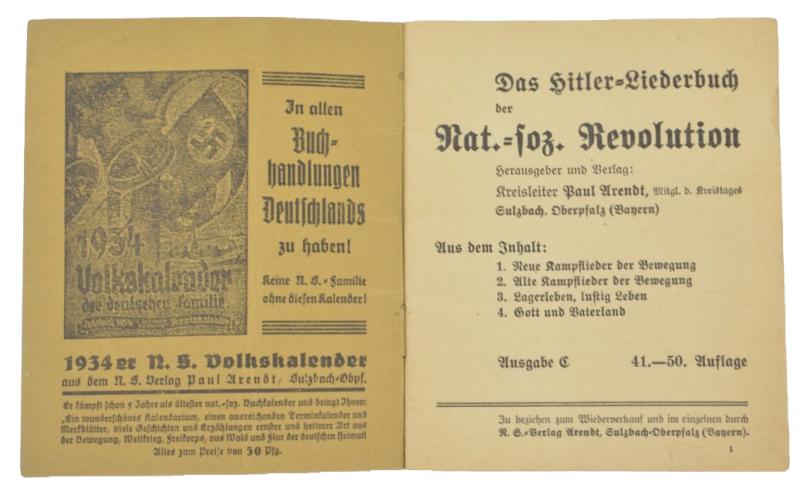 1934
Volkskalender
der deutschen Familie
In allen
Buch-
handlungen
Deutschlands
zu haben!
Keine N. S.-Familie
ohne diesen Kalender!
1934er N. S. Volkskalender
aus dem N. S. Verlag Paul Arendt, Sulzbach-Obpf.
Er kämpft schon 5 Jahre als ältester nat.-soz. Buchkalender und bringt Ihnen:
Ein wunderschönes Kalendarium, einen ausreichenden Terminkalender und
Merkblätter, viele Geschichten und Erzählungen ernster und heiterer Art aus
der Bewegung, Weltkrieg, Freikorps, aus Wald und Flur der deutschen Heimat!
Alles zum Preise von 50 Pfg.
Das Hitler-Liederbuch
der
Nat.-soz. Revolution
Herausgeber und Verlag:
Kreisleiter Paul Arendt, Mitgl. d. Kreistages
Sulzbach, Oberpfalz (Bayern)
Aus dem Inhalt:
1. Neue Kampflieder der Bewegung
2. Alte Kampflieder der Bewegung
3. Lagerleben, lustig Leben
4. Gott und Vaterland
Ausgabe C 41.—50. Auflage
Zu beziehen zum Wiederverkauf und im einzelnen durch
N. S.-Verlag Arendt, Sulzbach-Oberpfalz (Bayern).
1